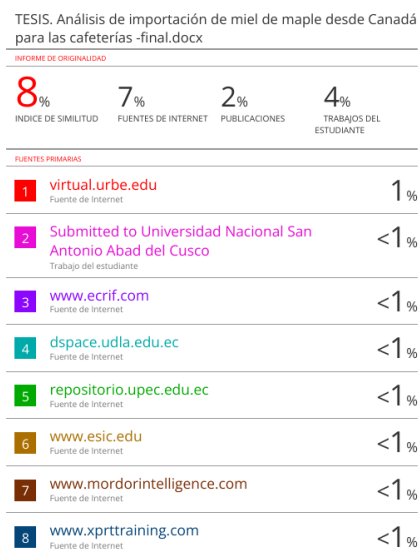 TESIS. Análisis de importación de miel de maple desde Canadá
para las cafeterías -final.docx
INFORME DE ORIGINALIDAD
8% 7% 2% 4%
INDICE DE SIMILITUD FUENTES DE INTERNET PUBLICACIONES TRABAJOS DEL
ESTUDIANTE
FUENTES PRIMARIAS
1 virtual.urbe.edu 1%
Fuente de Internet
2 Submitted to Universidad Nacional San
Antonio Abad del Cusco <1%
Trabajo del estudiante
3 www.ecrif.com <1%
Fuente de Internet
4 dspace.udla.edu.ec <1%
Fuente de Internet
5 repositorio.upec.edu.ec <1%
Fuente de Internet
6 www.esic.edu <1%
Fuente de Internet
7 www.mordorintelligence.com <1%
Fuente de Internet
8 www.xprttraining.com <1%
Fuente de Internet